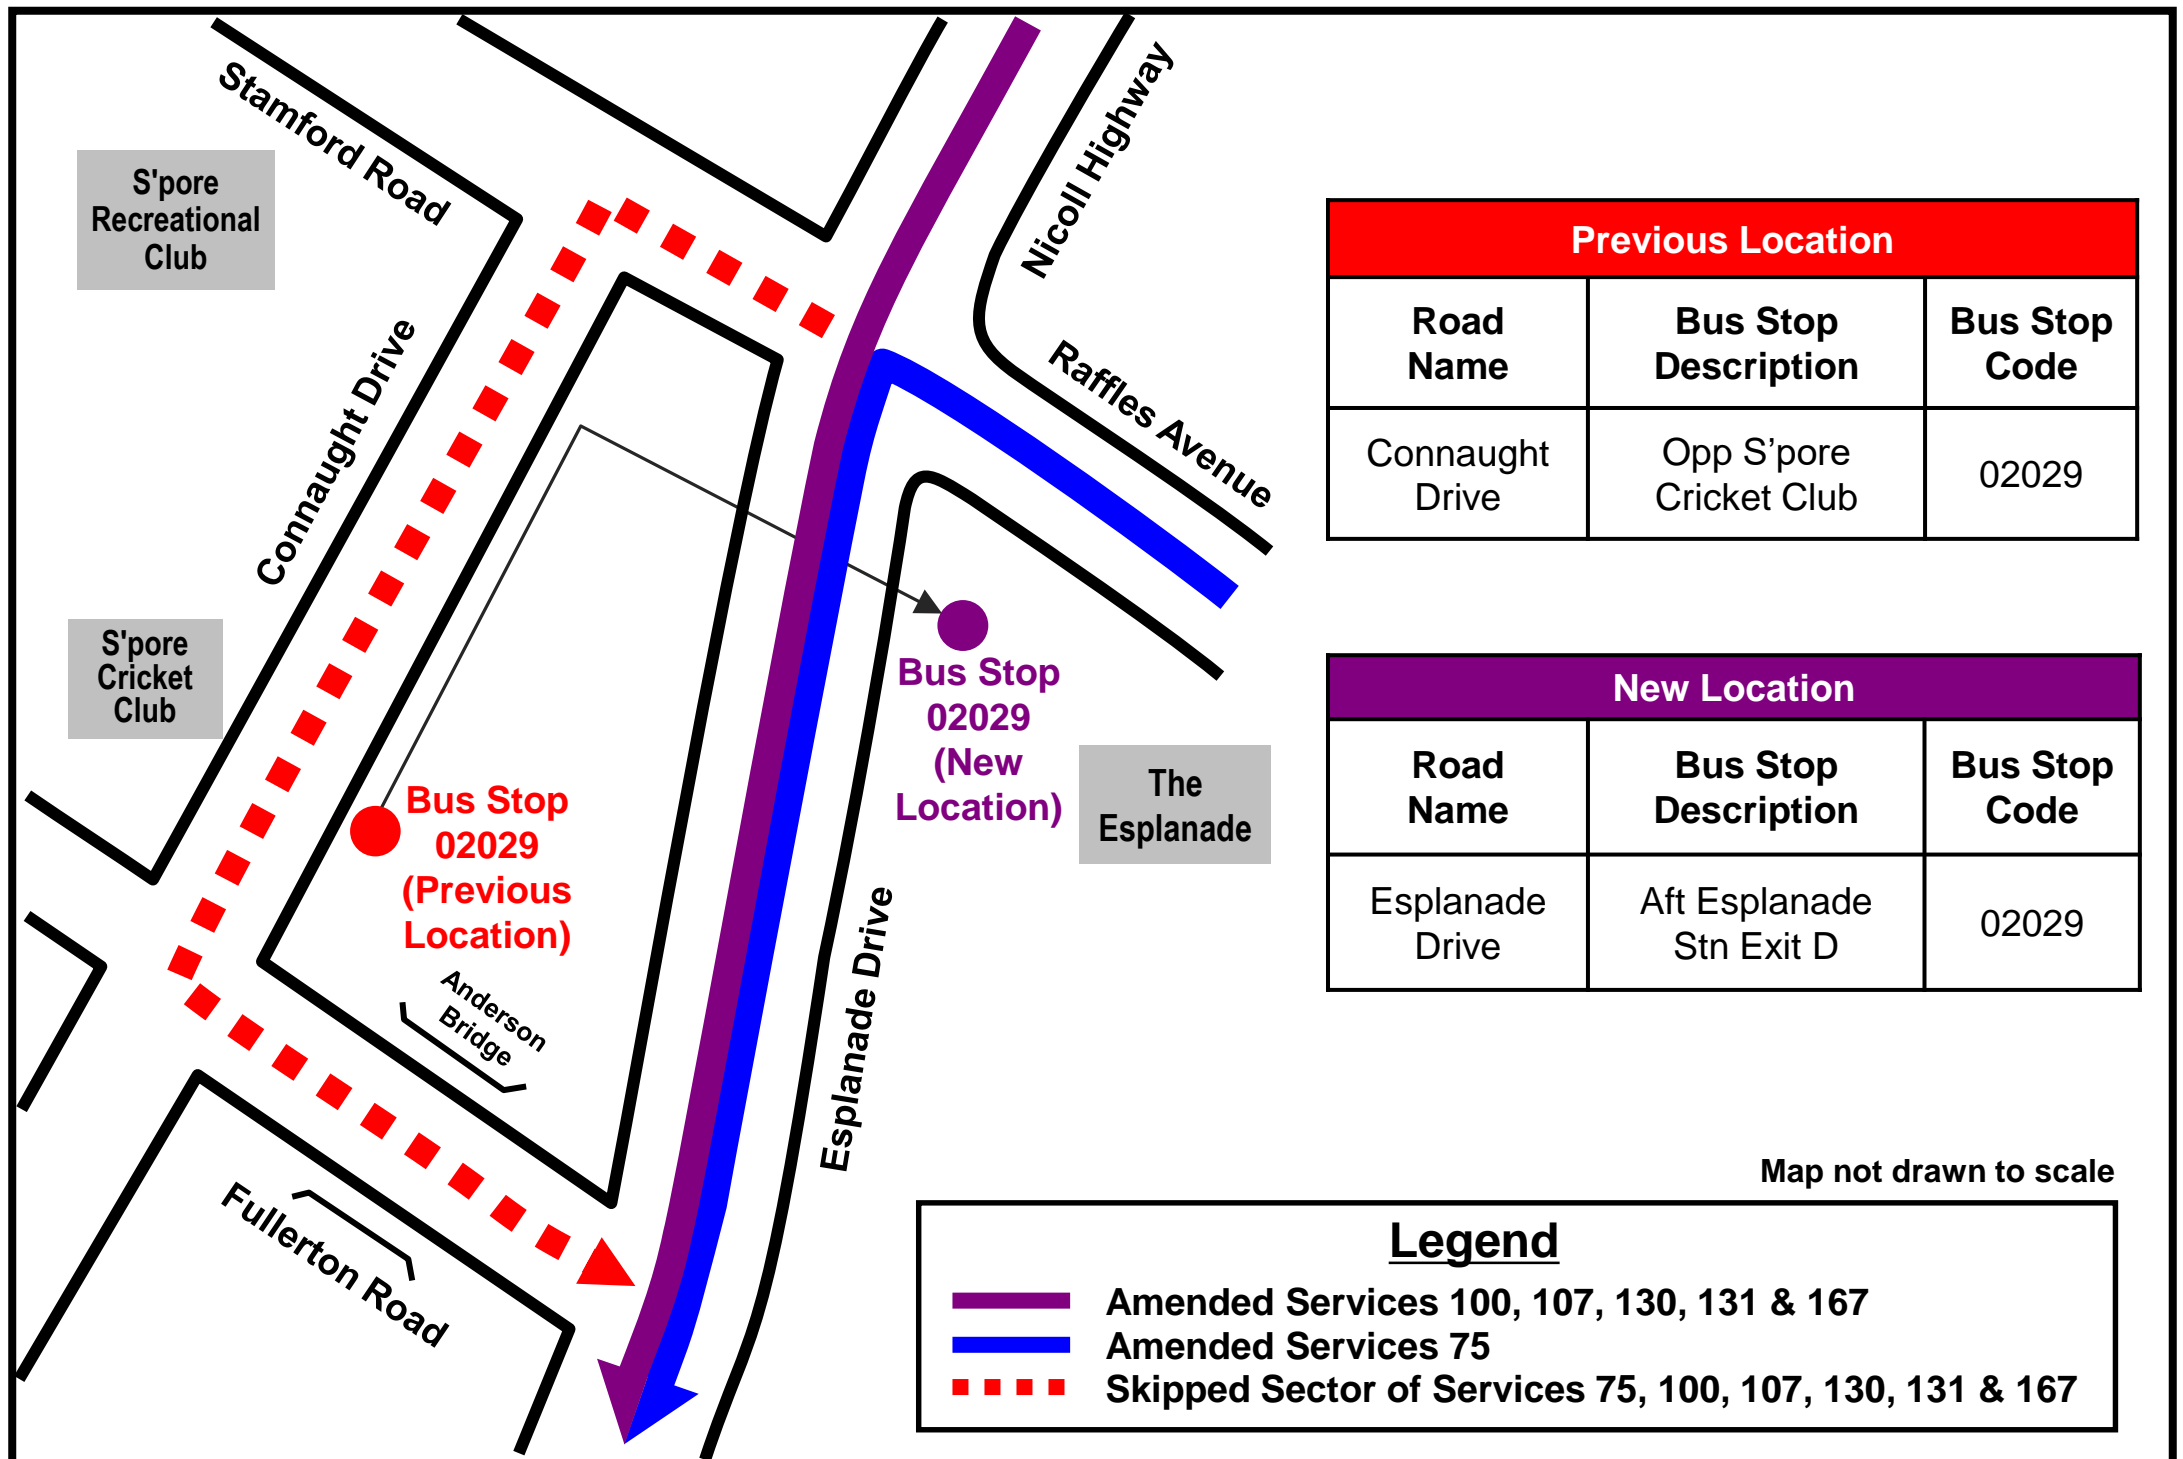 Stamford Road
Nicoll Highway
S'pore
Recreational
Club
Connaught Drive
Raffles Avenue
S'pore
Cricket
Club
Bus Stop
02029
(New
Location)
The
Esplanade
Bus Stop
02029
(Previous
Location)
Anderson
Bridge
Esplanade Drive
Fullerton Road
Previous Location
Road
Name
Bus Stop
Description
Bus Stop
Code
Connaught
Drive
Opp S’pore
Cricket Club
02029
New Location
Road
Name
Bus Stop
Description
Bus Stop
Code
Esplanade
Drive
Aft Esplanade
Stn Exit D
02029
Map not drawn to scale
Legend
Amended Services 100, 107, 130, 131 & 167
Amended Services 75
Skipped Sector of Services 75, 100, 107, 130, 131 & 167